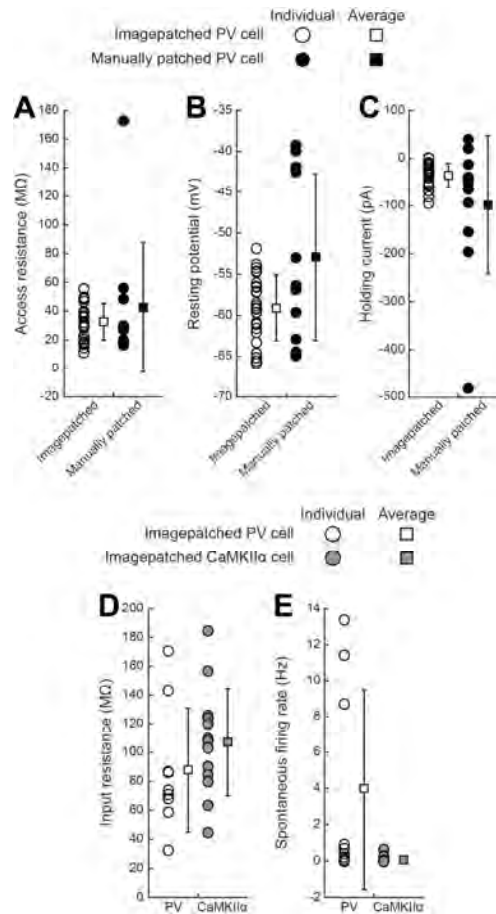 Individual Average
Imagepatched PV cell
Manually patched PV cell
A
Access resistance (MΩ)
180
160
140
120
100
80
60
40
20
0
-20
Imagepatched
Manually patched
B
Resting potential (mV)
-35
-40
-45
-50
-55
-60
-65
-70
Imagepatched
Manually patched
C
Holding current (pA)
100
0
-100
-200
-300
-400
-500
Imagepatched
Manually patched
Individual Average
Imagepatched PV cell
Imagepatched CaMKIIα cell
D
Input resistance (MΩ)
200
180
160
140
120
100
80
60
40
20
0
PV CaMKIIα
E
Spontaneous firing rate (Hz)
14
12
10
8
6
4
2
0
-2
PV CaMKIIα